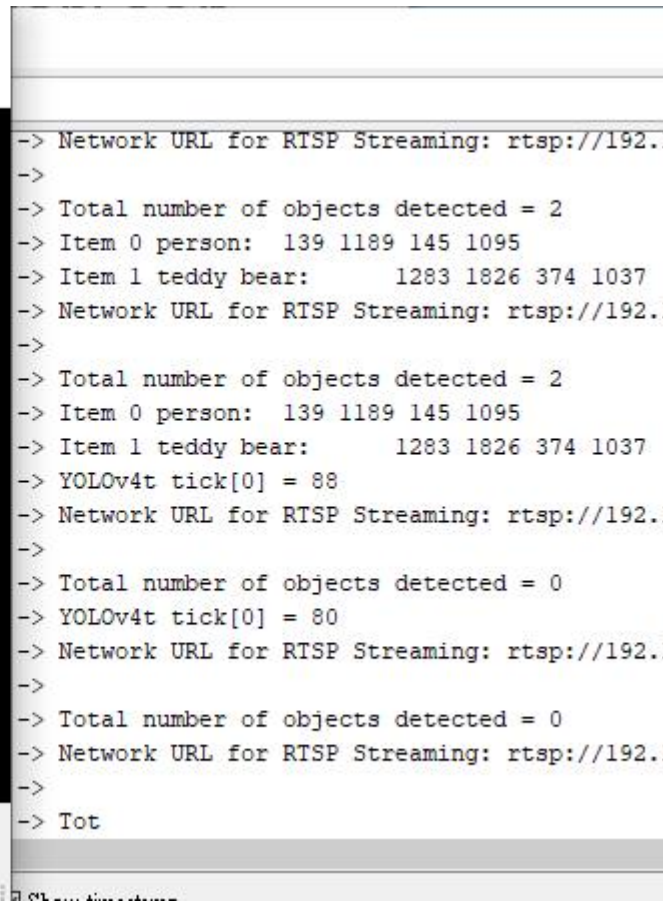 -> Network URL for RTSP Streaming: rtsp://192.
->
-> Total number of objects detected = 2
-> Item 0 person:  139 1189 145 1095
-> Item 1 teddy bear:      1283 1826 374 1037
-> Network URL for RTSP Streaming: rtsp://192.
->
-> Total number of objects detected = 2
-> Item 0 person:  139 1189 145 1095
-> Item 1 teddy bear:      1283 1826 374 1037
-> YOLOv4t tick[0] = 88
-> Network URL for RTSP Streaming: rtsp://192.
->
-> Total number of objects detected = 0
-> YOLOv4t tick[0] = 80
-> Network URL for RTSP Streaming: rtsp://192.
->
-> Total number of objects detected = 0
-> Network URL for RTSP Streaming: rtsp://192.
->
-> Tot
Show timestamp